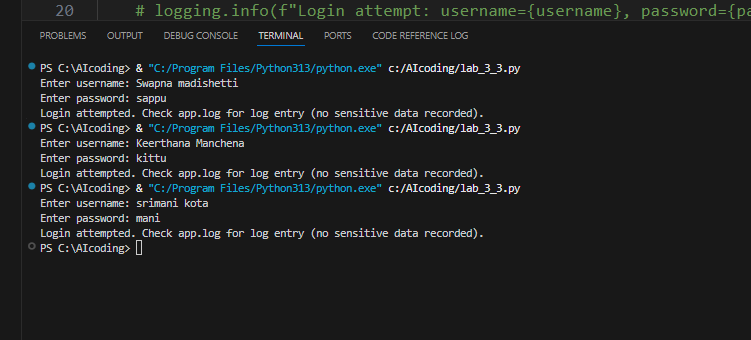 20 # logging.info(f"Login attempt: username={username}, password={pa
PROBLEMS OUTPUT DEBUG CONSOLE TERMINAL PORTS CODE REFERENCE LOG
PS C:\AIcoding> & "C:/Program Files/Python313/python.exe" c:/AIcoding/lab_3_3.py
Enter username: Swapna madishetti
Enter password: sappu
Login attempted. Check app.log for log entry (no sensitive data recorded).
PS C:\AIcoding> & "C:/Program Files/Python313/python.exe" c:/AIcoding/lab_3_3.py
Enter username: Keerthana Manchena
Enter password: kittu
Login attempted. Check app.log for log entry (no sensitive data recorded).
PS C:\AIcoding> & "C:/Program Files/Python313/python.exe" c:/AIcoding/lab_3_3.py
Enter username: srimani kota
Enter password: mani
Login attempted. Check app.log for log entry (no sensitive data recorded).
PS C:\AIcoding>